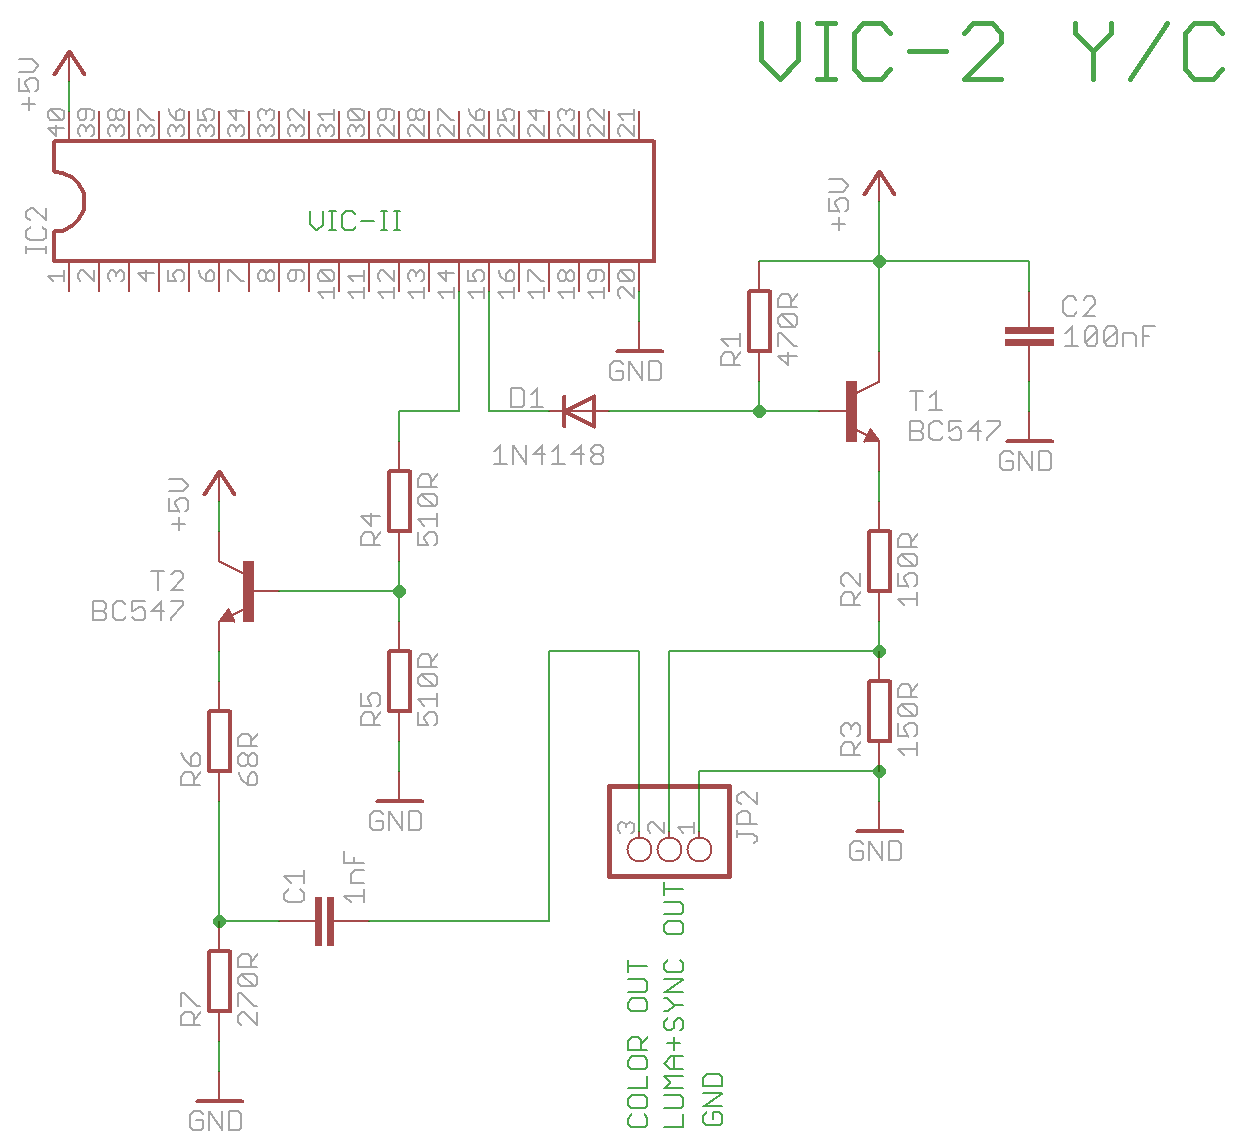 VIC-2 Y/C
+5V
40 39 38 37 36 35 34 33 32 31 30 29 28 27 26 25 24 23 22 21
IC2
VIC-II
1 2 3 4 5 6 7 8 9 10 11 12 13 14 15 16 17 18 19 20
GND
+5V
R1
470R
C2
100nF
GND
D1
1N4148
T1
BC547
+5V
R4
510R
T2
BC547
R2
150R
R5
510R
R3
150R
R6
68R
GND
JP2
3 2 1
GND
C1
1nF
R7
270R
GND
COLOR OUT
LUMA+SYNC OUT
GND